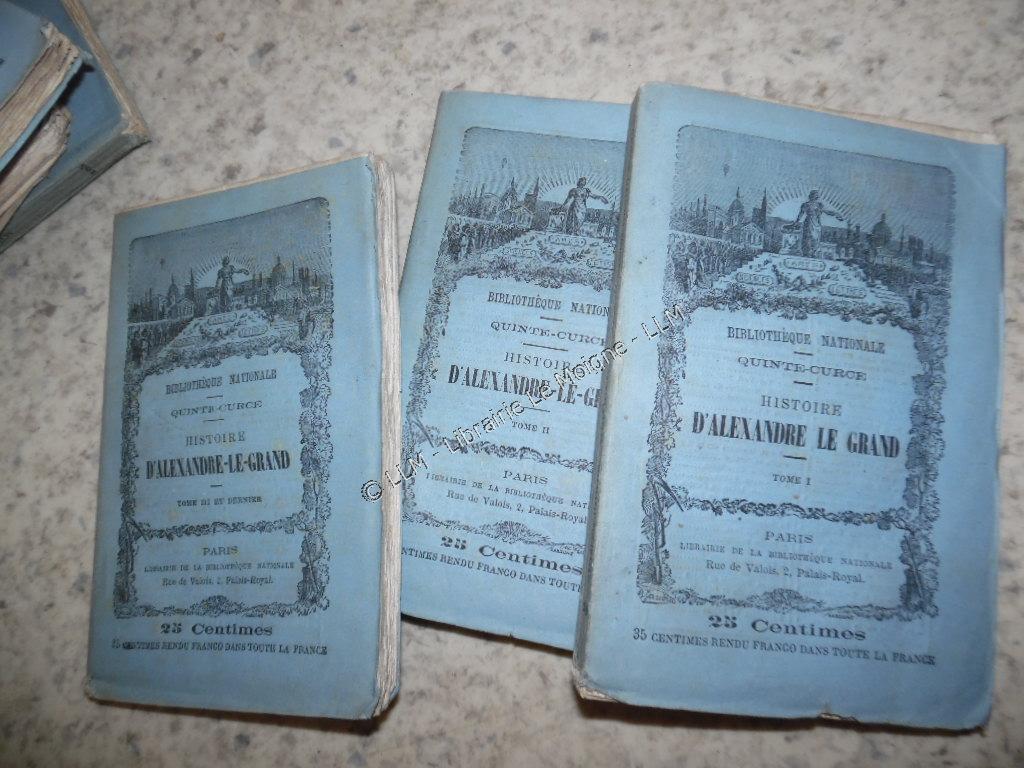 BIBLIOTHÈQUE NATIONALE
QUINTE-CURCE
HISTOIRE
D'ALEXANDRE-LE-GRAND
TOME III ET DERNIER
PARIS
LIBRAIRIE DE LA BIBLIOTHÈQUE NATIONALE
Rue de Valois, 2, Palais-Royal.
25 Centimes
35 CENTIMES RENDU FRANCO DANS TOUTE LA FRANCE
BIBLIOTHÈQUE NATION
QUINTE-CURCE
HISTOIRE
D'ALEXANDRE-LE-GR
TOME II
PARIS
LIBRAIRIE DE LA BIBLIOTHÈQUE NAT
Rue de Valois, 2, Palais-Royal
25 Centimes
CENTIMES RENDU FRANCO DANS TOUTE
BIBLIOTHÈQUE NATIONALE
QUINTE-CURCE
HISTOIRE
D'ALEXANDRE LE GRAND
TOME I
PARIS
LIBRAIRIE DE LA BIBLIOTHÈQUE NATIONALE
Rue de Valois, 2, Palais-Royal.
25 Centimes
35 CENTIMES RENDU FRANCO DANS TOUTE LA FRANCE
© LLM - Librairie Le Moigne - LLM